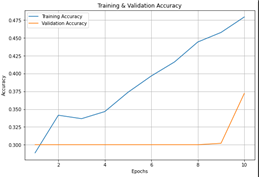 Training & Validation Accuracy
Training Accuracy
Validation Accuracy
0.475
0.450
0.425
0.400
0.375
0.350
0.325
0.300
Accuracy
2
4
6
8
10
Epochs